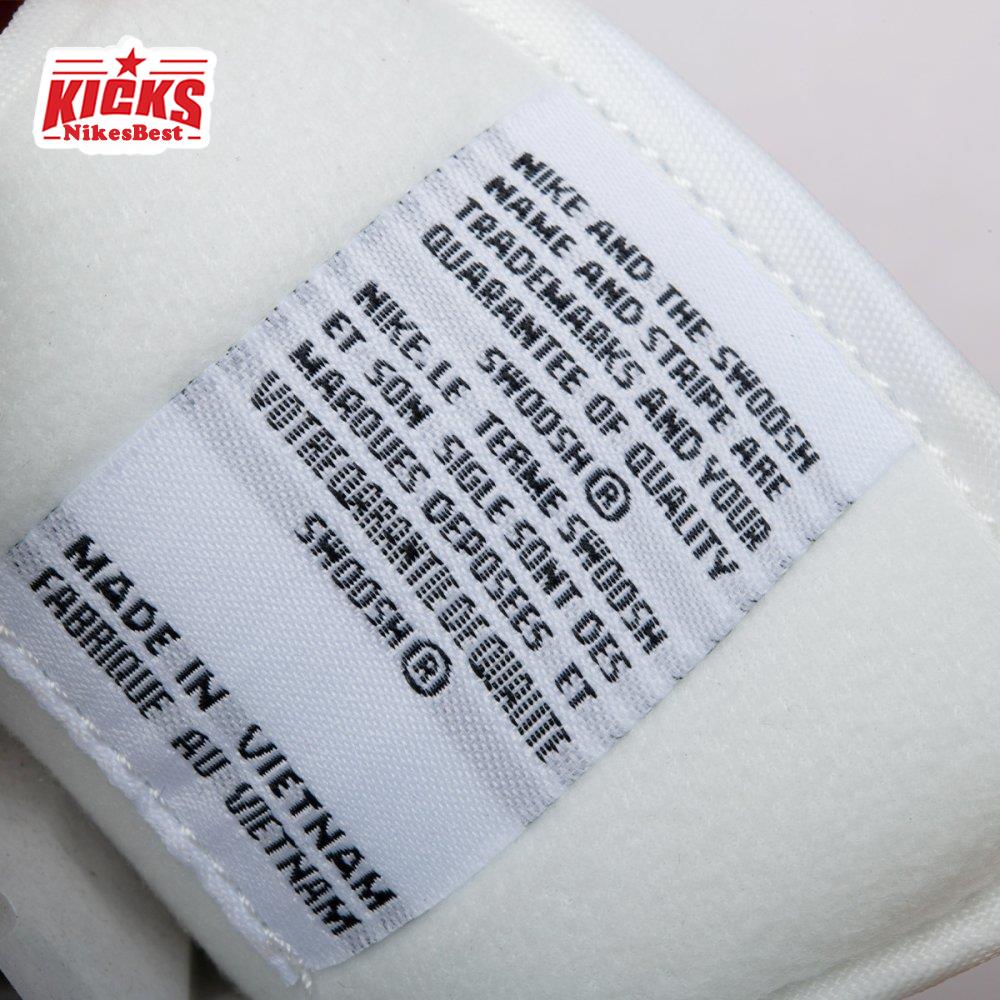 KICKS
NikesBest
NIKE AND THE SWOOSH
NAME AND STRIPE ARE
TRADEMARKS AND YOUR
QUARANTEE OF QUALITY
SWOOSH®
NIKE LE TERME SWOOSH
ET SON SIGLE SONT DES
MARQUES DEPOSEES ET
VOTRE QARANTIE DE QUALITE
SWOOSH®
MADE IN VIETNAM
FABRIQUE AU VIETNAM